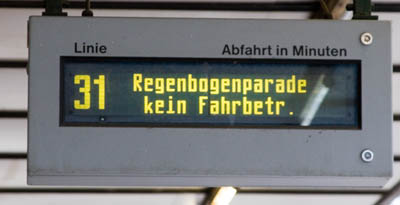 Linie Abfahrt in Minuten
31 Regenbogenparade
kein Fahrbetr.